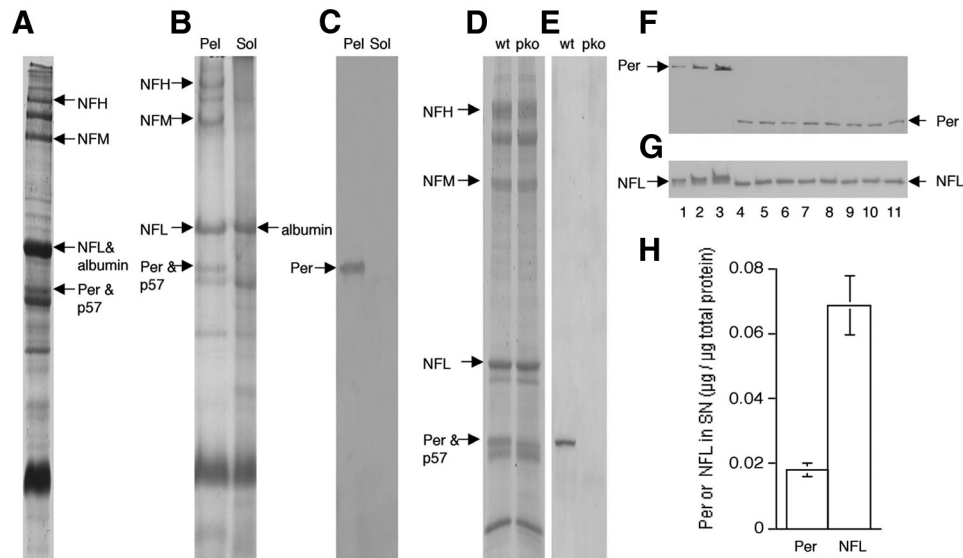 A
NFH
NFM
NFL&
albumin
Per &
p57
B
Pel Sol
NFH
NFM
NFL
albumin
Per &
p57
C
Pel Sol
Per
D
wt pko
NFH
NFM
NFL
Per &
p57
E
wt pko
F
Per
Per
G
NFL
NFL
1 2 3 4 5 6 7 8 9 10 11
H
Per or NFL in SN (µg / µg total protein)
0.08
0.06
0.04
0.02
0
Per NFL